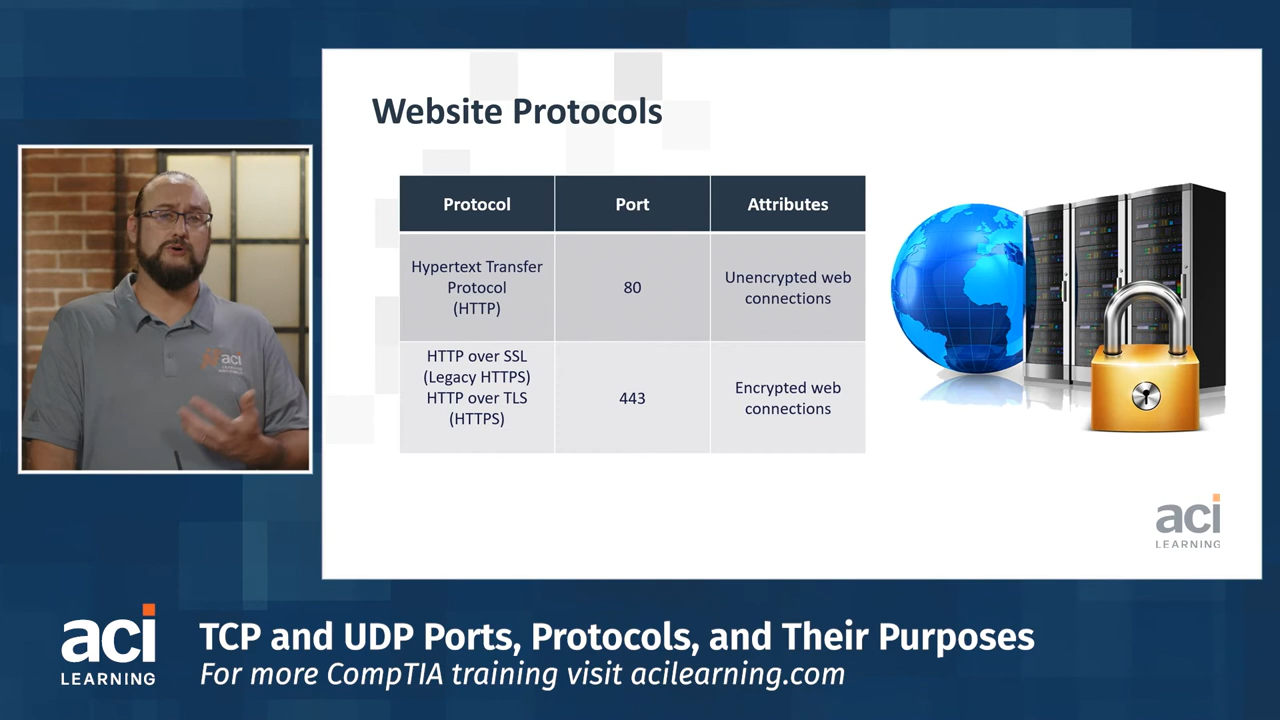 Website Protocols
Protocol
Port
Attributes
Hypertext Transfer
Protocol
(HTTP)
80
Unencrypted web
connections
HTTP over SSL
(Legacy HTTPS)
HTTP over TLS
(HTTPS)
443
Encrypted web
connections
aci
aci
LEARNING
aci
LEARNING
TCP and UDP Ports, Protocols, and Their Purposes
For more CompTIA training visit acilearning.com